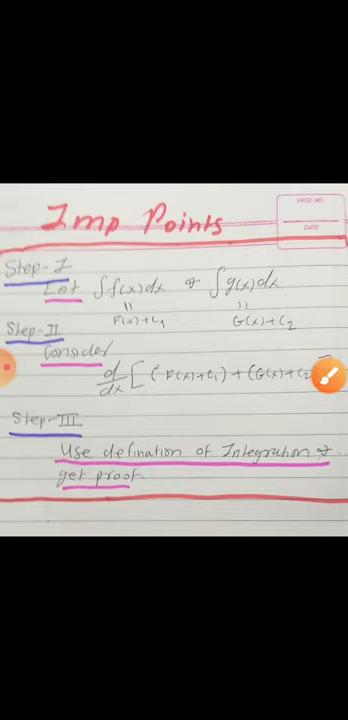 PAGE NO.
DATE
Imp Points
Step-I
Let ∫f(x)dx & ∫g(x)dx
"        "
F(x)+C₁        G(x)+C₂
Step-II
Consider
d/dx [ (F(x)+C₁) + (G(x)+C₂
Step-III
Use defination of Integration &
get proof.